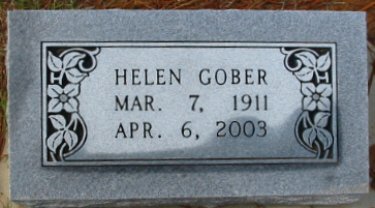 HELEN GOBER
MAR. 7, 1911
APR. 6, 2003